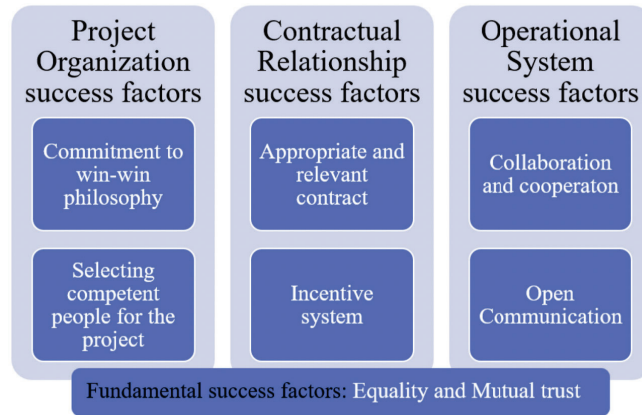 Project
Organization
success factors
Commitment to
win-win
philosophy
Selecting
competent
people for the
project
Contractual
Relationship
success factors
Appropriate and
relevant
contract
Incentive
system
Operational
System
success factors
Collaboration
and cooperaton
Open
Communication
Fundamental success factors: Equality and Mutual trust